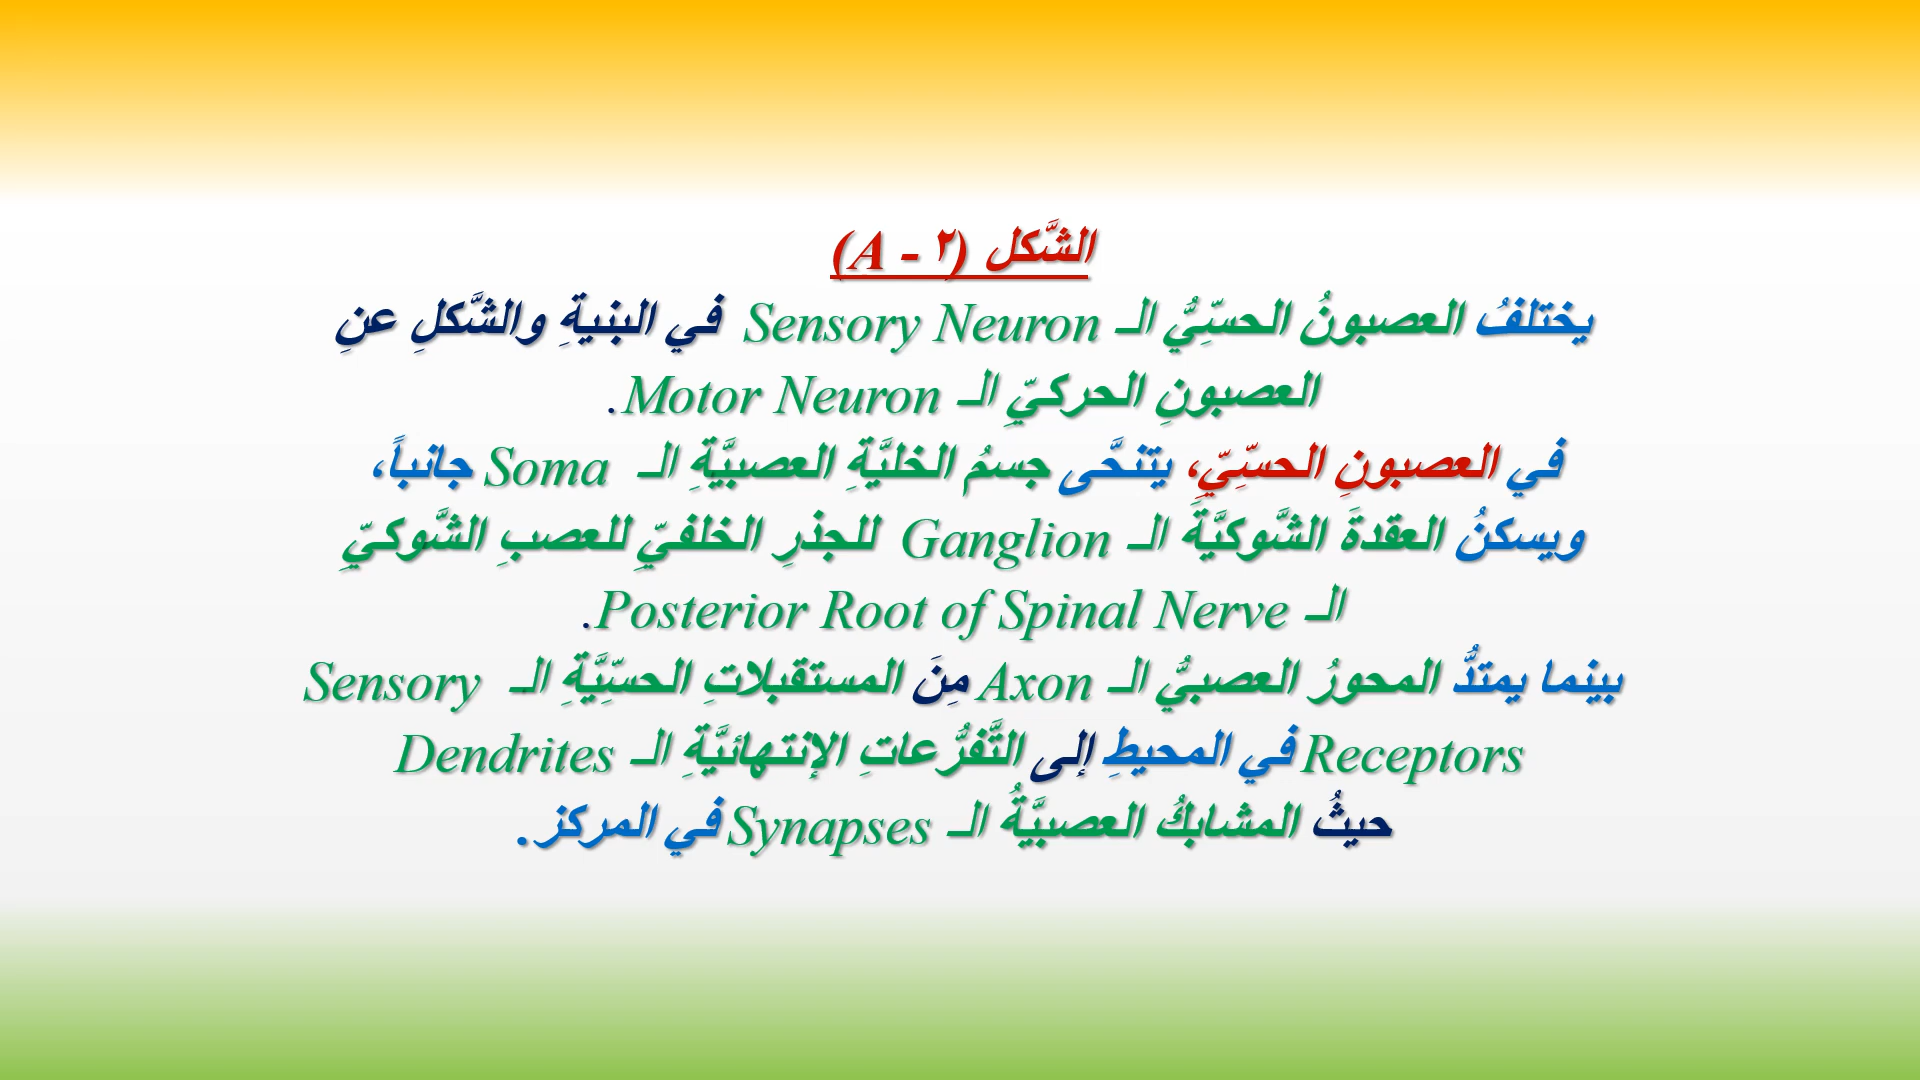 الشَّكل (٢ - A)
يختلفُ العصبونُ الحسّيُّ الـ Sensory Neuron في البنيةِ والشَّكلِ عنِ
العصبونِ الحركيّ الـ Motor Neuron.
في العصبونِ الحسّيّ، يتنحَّى جسمُ الخليَّةِ العصبيَّةِ الـ Soma جانباً،
ويسكنُ العقدةَ الشَّوكيَّةَ الـ Ganglion للجذرِ الخلفيّ للعصبِ الشَّوكيّ
الـ Posterior Root of Spinal Nerve.
بينما يمتدُّ المحورُ العصبيُّ الـ Axon مِنَ المستقبلاتِ الحسّيَّةِ الـ Sensory
Receptors في المحيطِ إلى التَّفرُّعاتِ الإنتهائيَّةِ الـ Dendrites
حيثُ المشابكُ العصبيَّةُ الـ Synapses في المركز.